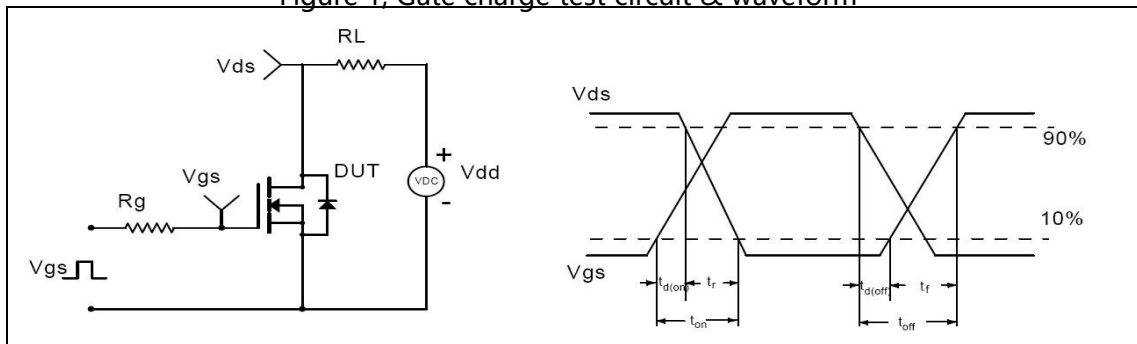 Figure 1, Gate charge test circuit & waveform
RL
Vds
Vgs
DUT
Rg
VDC
+
-
Vdd
Vgs
Vds
90%
10%
Vgs
td(on)
tr
td(off)
tf
ton
toff